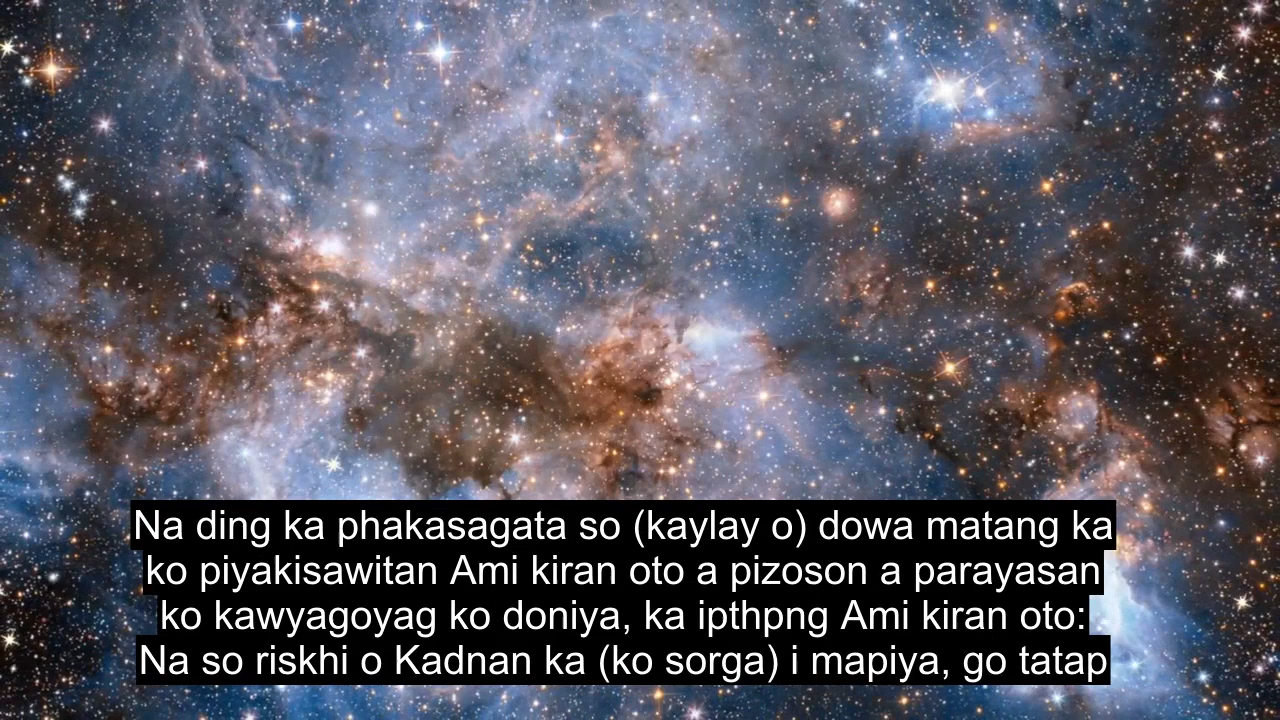 Na ding ka phakasagata so (kaylay o) dowa matang ka
ko piyakisawitan Ami kiran oto a pizoson a parayasan
ko kawyagoyag ko doniya, ka ipthpng Ami kiran oto:
Na so riskhi o Kadnan ka (ko sorga) i mapiya, go tatap